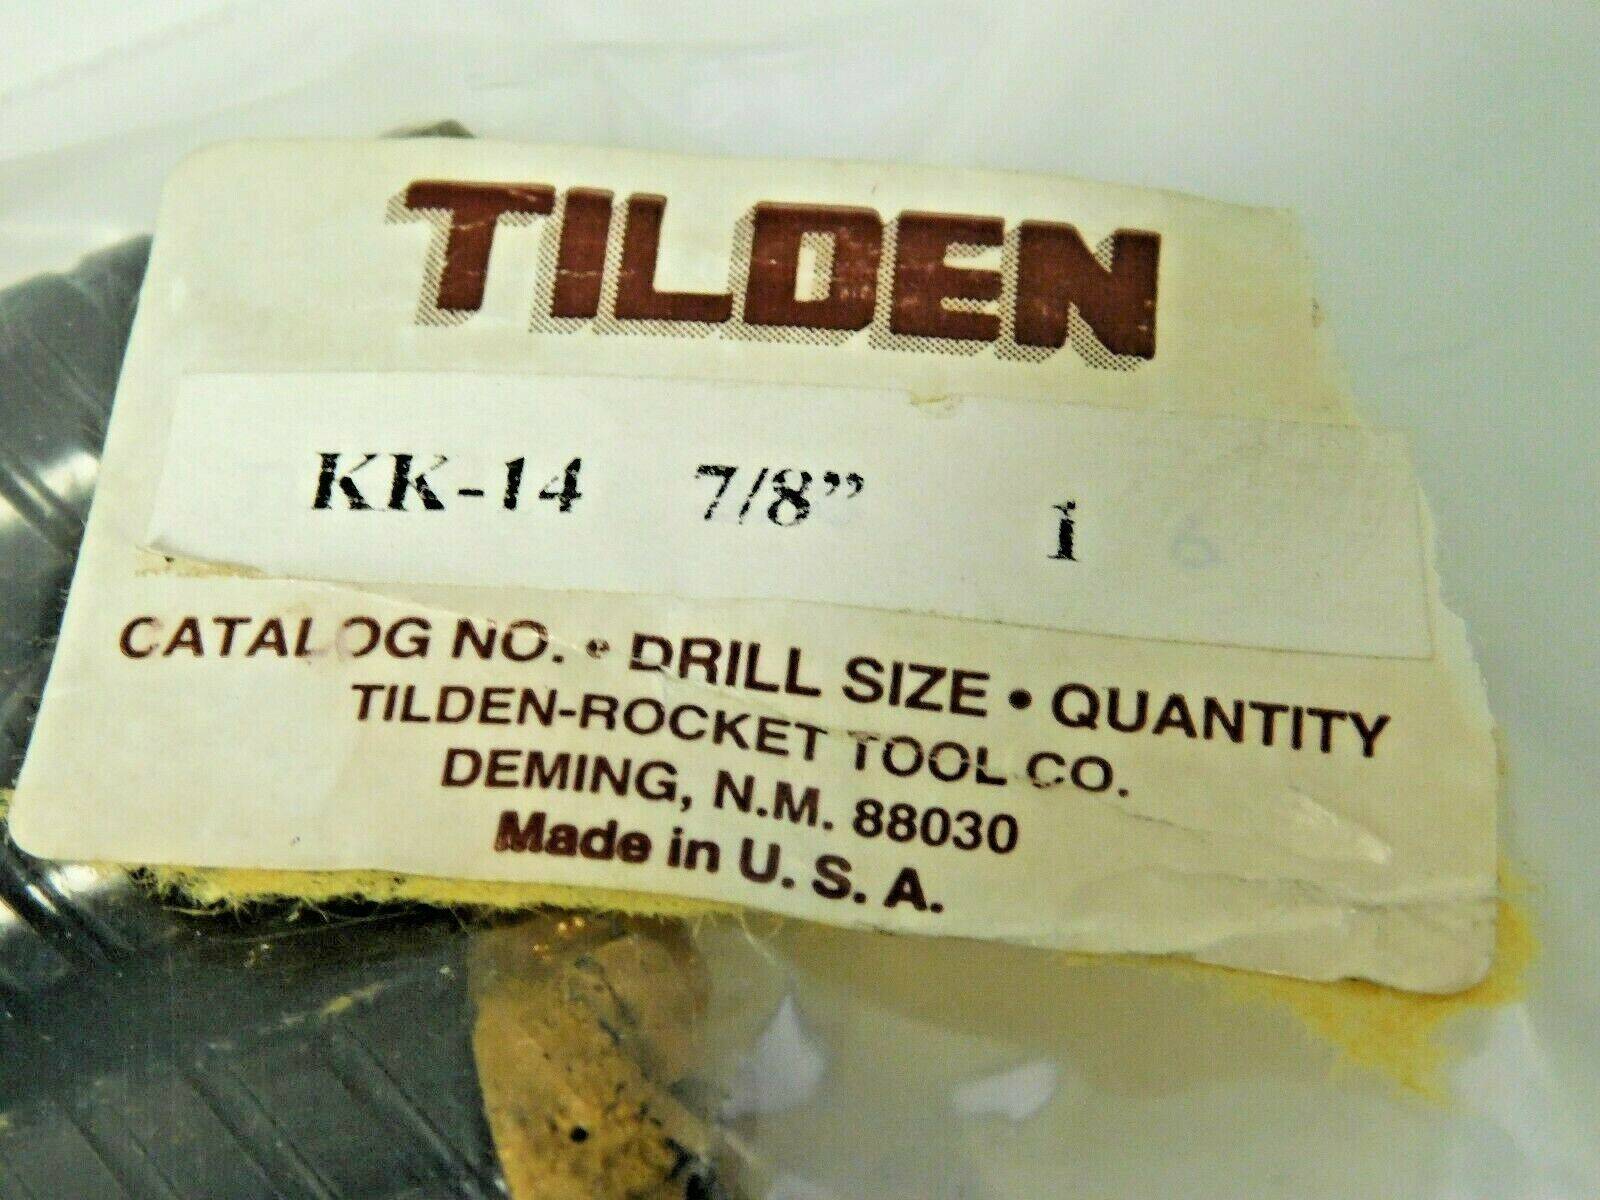 TILDEN
KK-14 7/8” 1 6
CATALOG NO. • DRILL SIZE • QUANTITY
TILDEN-ROCKET TOOL CO.
DEMING, N.M. 88030
Made in U. S. A.